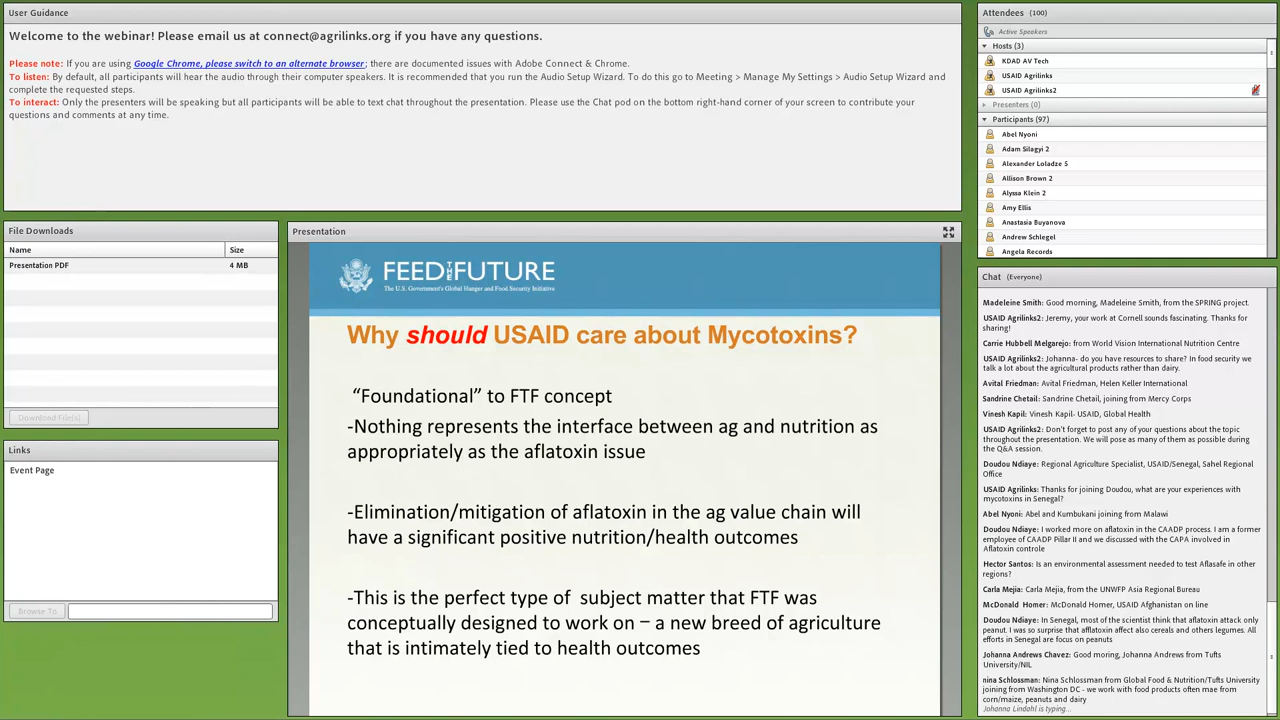 User Guidance
Welcome to the webinar! Please email us at connect@agrilinks.org if you have any questions.
Please note: If you are using Google Chrome, please switch to an alternate browser; there are documented issues with Adobe Connect & Chrome.
To listen: By default, all participants will hear the audio through their computer speakers. It is recommended that you run the Audio Setup Wizard. To do this go to Meeting > Manage My Settings > Audio Setup Wizard and
complete the requested steps.
To interact: Only the presenters will be speaking but all participants will be able to text chat throughout the presentation. Please use the Chat pod on the bottom right-hand corner of your screen to contribute your
questions and comments at any time.
File Downloads
Name Size
Presentation PDF 4 MB
Download File(s)
Links
Event Page
Browse To
Presentation
FEED THE FUTURE
The U.S. Government's Global Hunger and Food Security Initiative
Why should USAID care about Mycotoxins?
“Foundational” to FTF concept
-Nothing represents the interface between ag and nutrition as
appropriately as the aflatoxin issue
-Elimination/mitigation of aflatoxin in the ag value chain will
have a significant positive nutrition/health outcomes
-This is the perfect type of subject matter that FTF was
conceptually designed to work on – a new breed of agriculture
that is intimately tied to health outcomes
Attendees (100)
Active Speakers
Hosts (3)
KDAD AV Tech
USAID Agrilinks
USAID Agrilinks2
Presenters (0)
Participants (97)
Abel Nyoni
Adam Silagyi 2
Alexander Loladze 5
Allison Brown 2
Alyssa Klein 2
Amy Ellis
Anastasia Buyanova
Andrew Schlegel
Angela Records
Chat (Everyone)
Madeleine Smith: Good morning, Madeleine Smith, from the SPRING project.
USAID Agrilinks2: Jeremy, your work at Cornell sounds fascinating. Thanks for
sharing!
Carrie Hubbell Melgarejo: from World Vision International Nutrition Centre
USAID Agrilinks2: Johanna- do you have resources to share? In food security we
talk a lot about the agricultural products rather than dairy.
Avital Friedman: Avital Friedman, Helen Keller International
Sandrine Chetail: Sandrine Chetail, joining from Mercy Corps
Vinesh Kapil: Vinesh Kapil- USAID, Global Health
USAID Agrilinks2: Don't forget to post any of your questions about the topic
throughout the presentation. We will pose as many of them as possible during
the Q&A session.
Doudou Ndiaye: Regional Agriculture Specialist, USAID/Senegal, Sahel Regional
Office
USAID Agrilinks: Thanks for joining Doudou, what are your experiences with
mycotoxins in Senegal?
Abel Nyoni: Abel and Kumbukani joining from Malawi
Doudou Ndiaye: I worked more on aflatoxin in the CAADP process. I am a former
employee of CAADP Pillar II and we discussed with the CAPA involved in
Aflatoxin controle
Hector Santos: Is an environmental assessment needed to test Aflasafe in other
regions?
Carla Mejia: Carla Mejia, from the UNWFP Asia Regional Bureau
McDonald Homer: McDonald Homer, USAID Afghanistan on line
Doudou Ndiaye: In Senegal, most of the scientist think that aflatoxin attack only
peanut. I was so surprise that afflatoxin affect also cereals and others legumes. All
efforts in Senegal are focus on peanuts
Johanna Andrews Chavez: Good moring, Johanna Andrews from Tufts
University/NIL
nina Schlossman: Nina Schlossman from Global Food & Nutrition/Tufts University
joining from Washington DC - we work with food products often mae from
corn/maize, peanuts and dairy
Johanna Lindahl is typing...